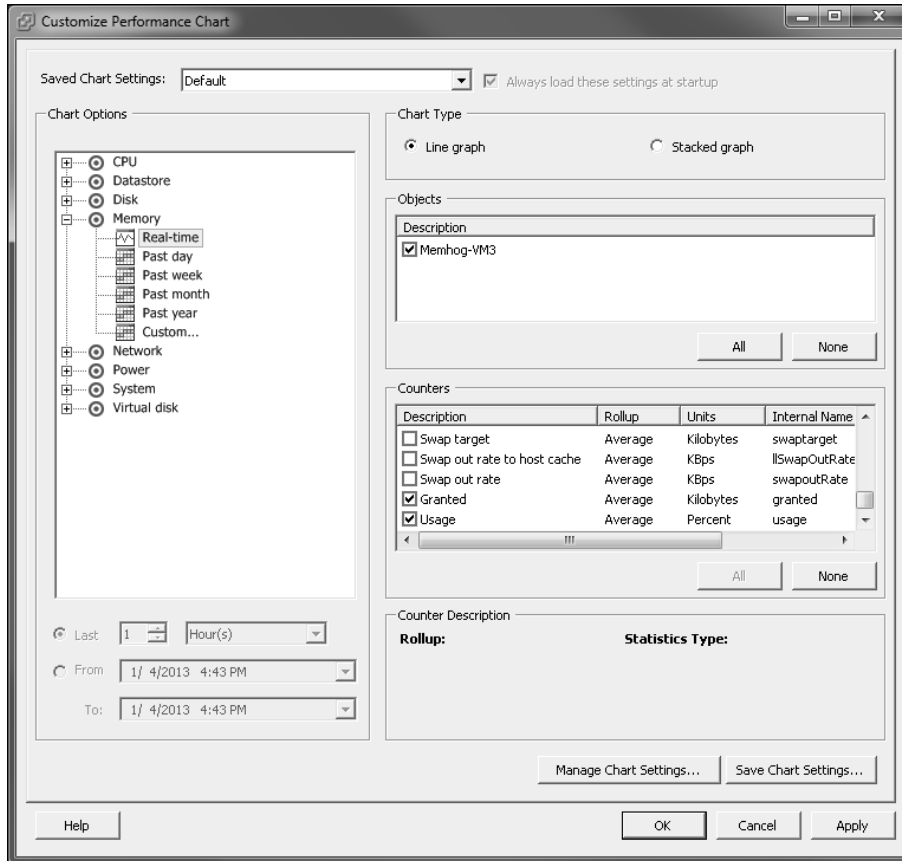 Customize Performance Chart
Saved Chart Settings: Default Always load these settings at startup
Chart Options
CPU
Datastore
Disk
Memory
Real-time
Past day
Past week
Past month
Past year
Custom...
Network
Power
System
Virtual disk
Last 1 Hour(s)
From 1/ 4/2013 4:43 PM
To: 1/ 4/2013 4:43 PM
Chart Type
Line graph Stacked graph
Objects
Description
Memhog-VM3
All None
Counters
Description Rollup Units Internal Name
Swap target Average Kilobytes swaptarget
Swap out rate to host cache Average KBps llSwapOutRate
Swap out rate Average KBps swapoutRate
Granted Average Kilobytes granted
Usage Average Percent usage
All None
Counter Description
Rollup: Statistics Type:
Manage Chart Settings... Save Chart Settings...
Help OK Cancel Apply